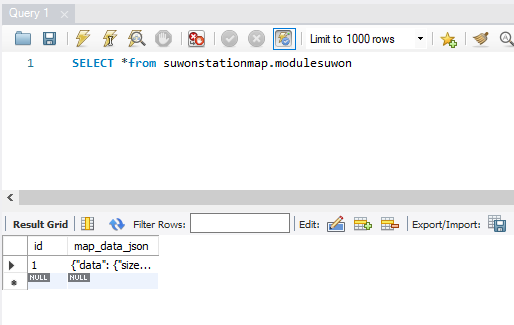 Query 1
Limit to 1000 rows
1 SELECT *from suwonstationmap.modulesuwon
Result Grid Filter Rows: Edit: Export/Import:
id map_data_json
1 {"data": {"size...
NULL NULL